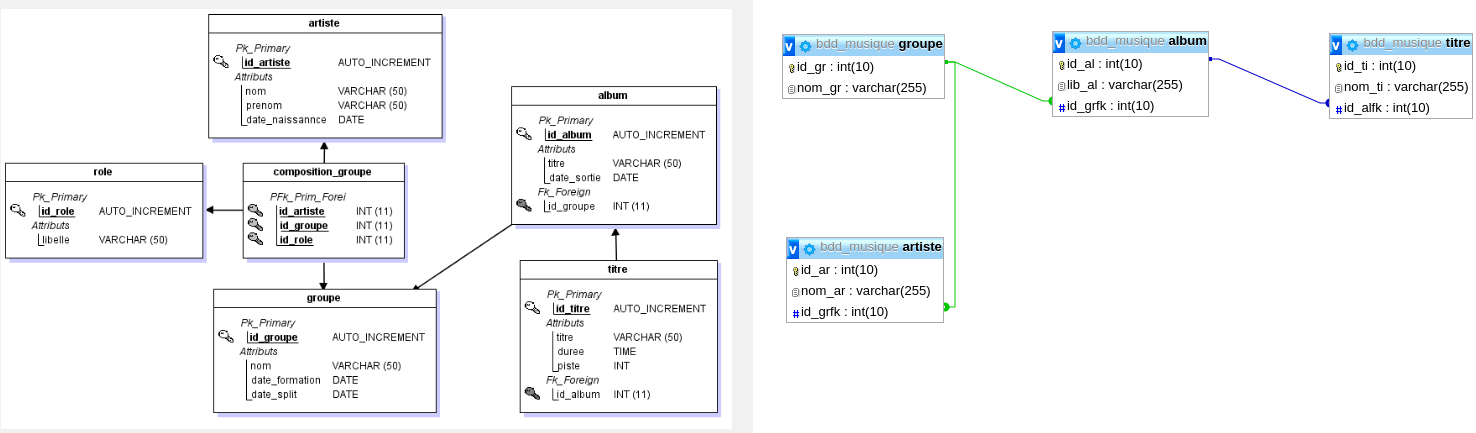 artiste
Pk_Primary
id_artiste AUTO_INCREMENT
Attributs
nom VARCHAR (50)
prenom VARCHAR (50)
_date_naissannce DATE
role
Pk_Primary
id_role AUTO_INCREMENT
Attributs
libelle VARCHAR (50)
composition_groupe
PFk_Prim_Forei
id_artiste INT (11)
id_groupe INT (11)
id_role INT (11)
album
Pk_Primary
id_album AUTO_INCREMENT
Attributs
titre VARCHAR (50)
date_sortie DATE
Fk_Foreign
id_groupe INT (11)
groupe
Pk_Primary
id_groupe AUTO_INCREMENT
Attributs
nom VARCHAR (50)
date_formation DATE
date_split DATE
titre
Pk_Primary
id_titre AUTO_INCREMENT
Attributs
titre VARCHAR (50)
duree TIME
piste INT
Fk_Foreign
id_album INT (11)
v bdd_musique groupe
id_gr : int(10)
nom_gr : varchar(255)
v bdd_musique album
id_al : int(10)
lib_al : varchar(255)
# id_grfk : int(10)
v bdd_musique titre
id_ti : int(10)
nom_ti : varchar(255)
# id_alfk : int(10)
v bdd_musique artiste
id_ar : int(10)
nom_ar : varchar(255)
# id_grfk : int(10)